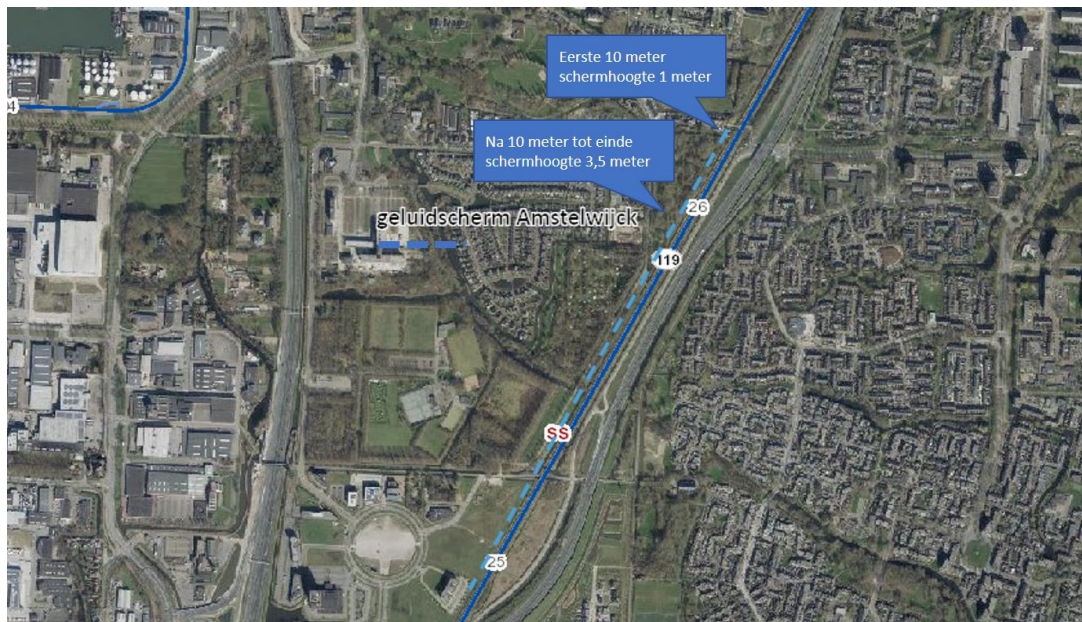 Eerste 10 meter
schermhoogte 1 meter
Na 10 meter tot einde
schermhoogte 3,5 meter
26
geluidscherm Amstelwijck
119
SS
25